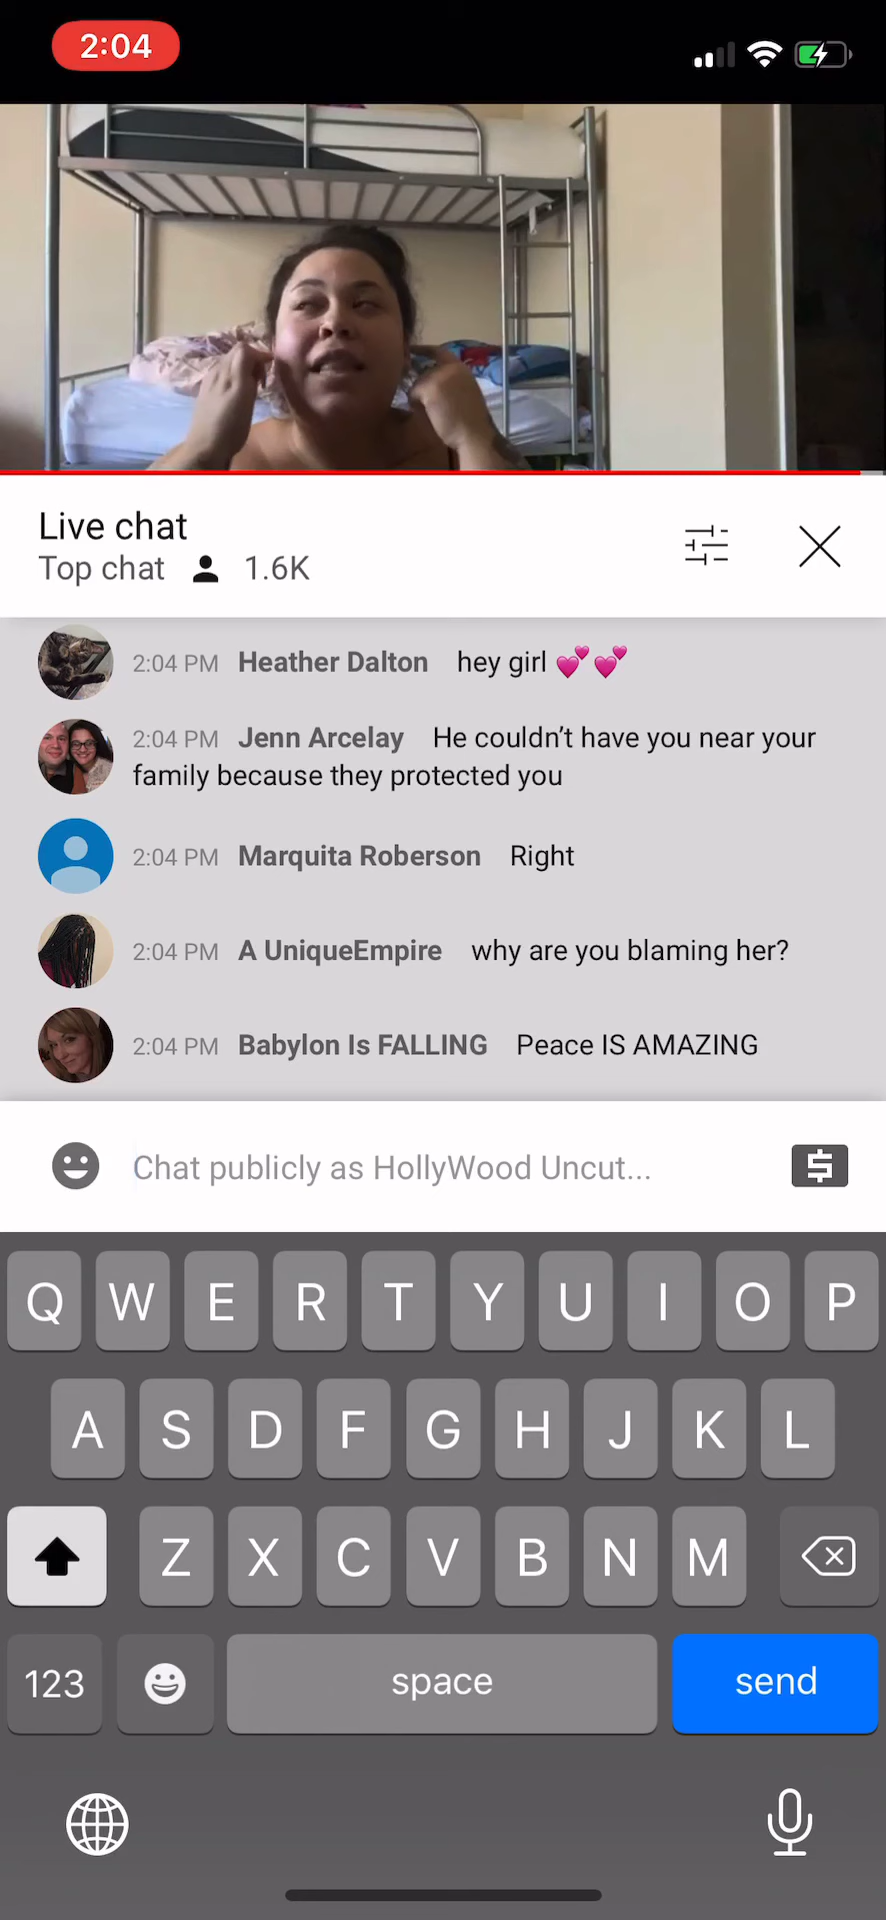 2:04
Live chat
Top chat 1.6K
2:04 PM Heather Dalton hey girl 💕💕
2:04 PM Jenn Arcelay He couldn’t have you near your
family because they protected you
2:04 PM Marquita Roberson Right
2:04 PM A UniqueEmpire why are you blaming her?
2:04 PM Babylon Is FALLING Peace IS AMAZING
Chat publicly as HollyWood Uncut...
Q W E R T Y U I O P
A S D F G H J K L
Z X C V B N M
123 space send